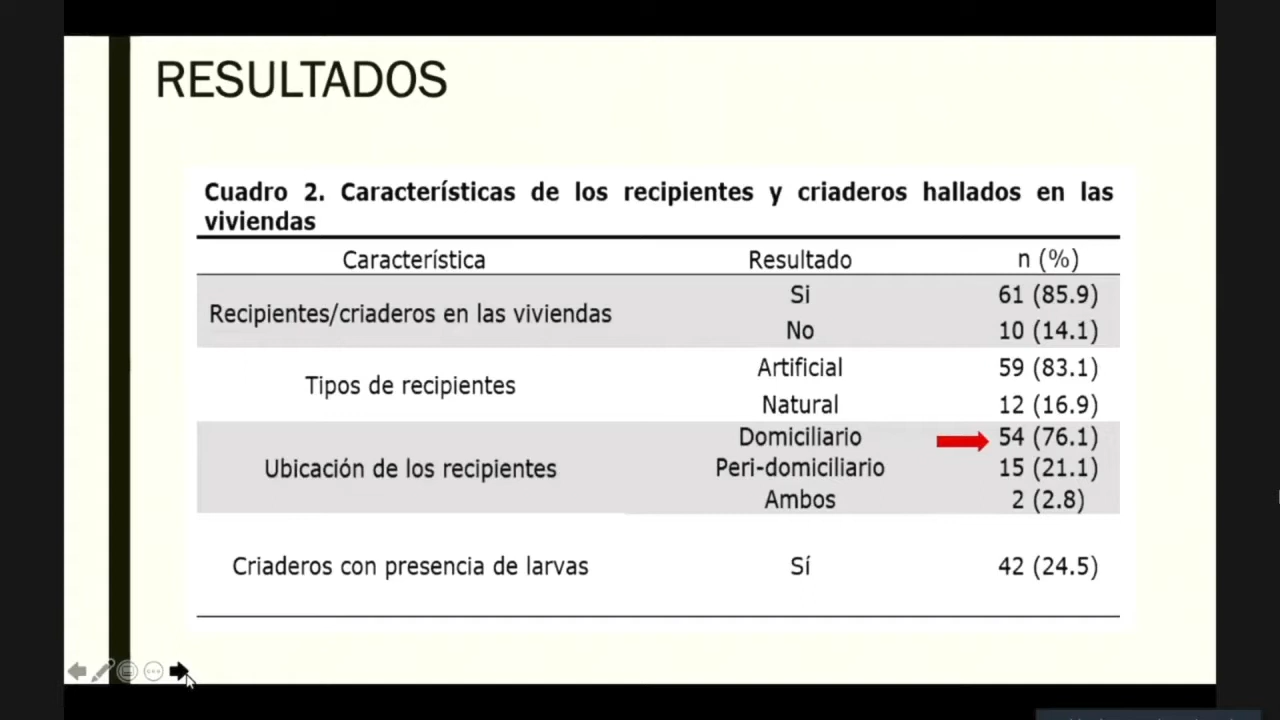 RESULTADOS
Cuadro 2. Características de los recipientes y criaderos hallados en las
viviendas
Característica Resultado n (%)
Recipientes/criaderos en las viviendas Si 61 (85.9)
No 10 (14.1)
Tipos de recipientes Artificial 59 (83.1)
Natural 12 (16.9)
Ubicación de los recipientes Domiciliario 54 (76.1)
Peri-domiciliario 15 (21.1)
Ambos 2 (2.8)
Criaderos con presencia de larvas Sí 42 (24.5)